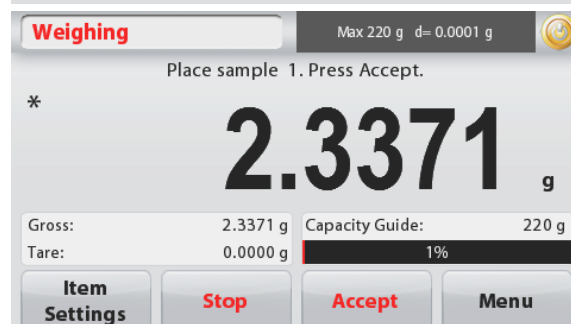 Weighing
Max 220 g d= 0.0001 g
Place sample 1. Press Accept.
*
2.3371 g
Gross: 2.3371 g
Tare: 0.0000 g
Capacity Guide: 220 g
1%
Item Settings
Stop
Accept
Menu